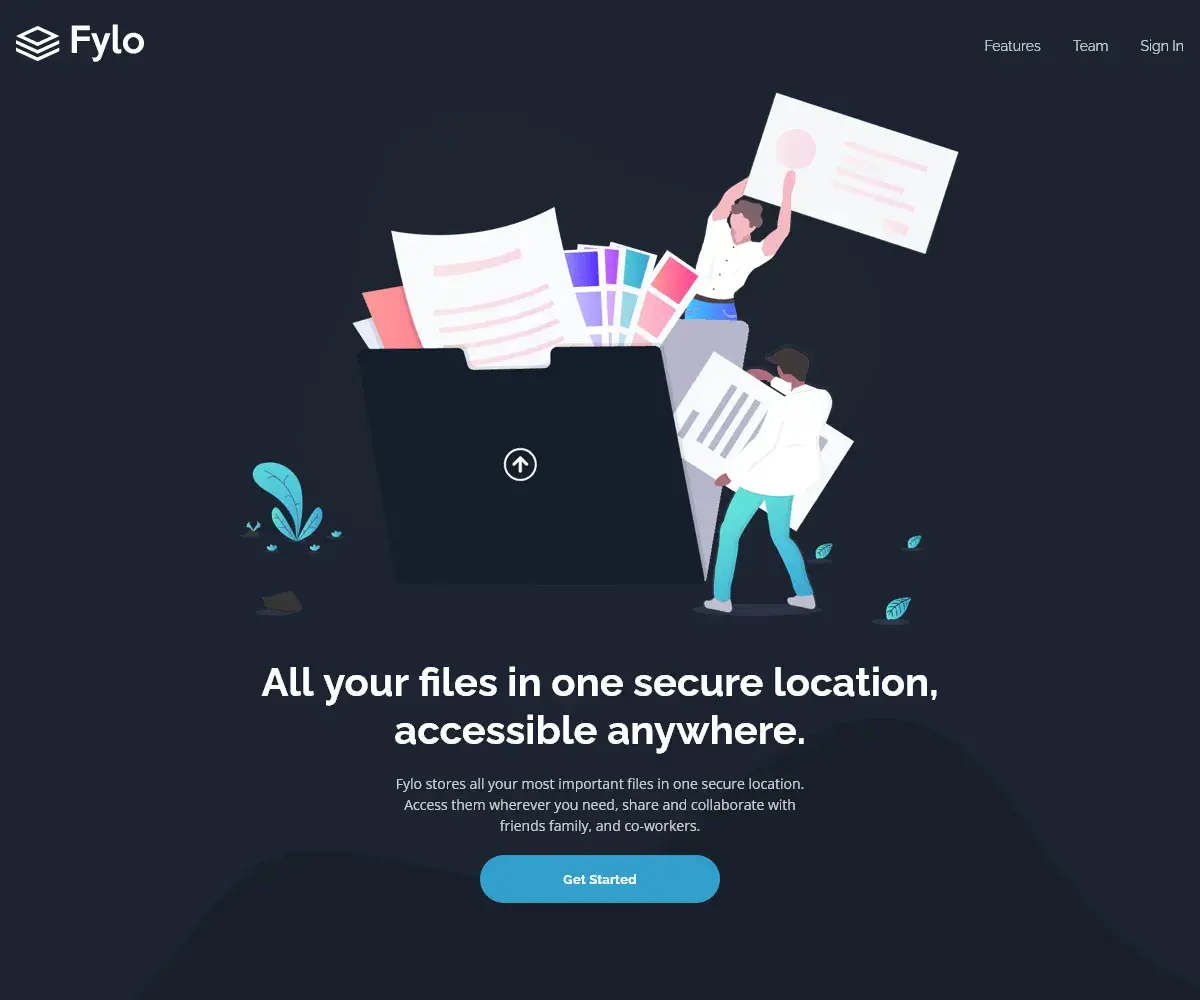 Fylo
Features
Team
Sign In
All your files in one secure location,
accessible anywhere.
Fylo stores all your most important files in one secure location.
Access them wherever you need, share and collaborate with
friends family, and co-workers.
Get Started